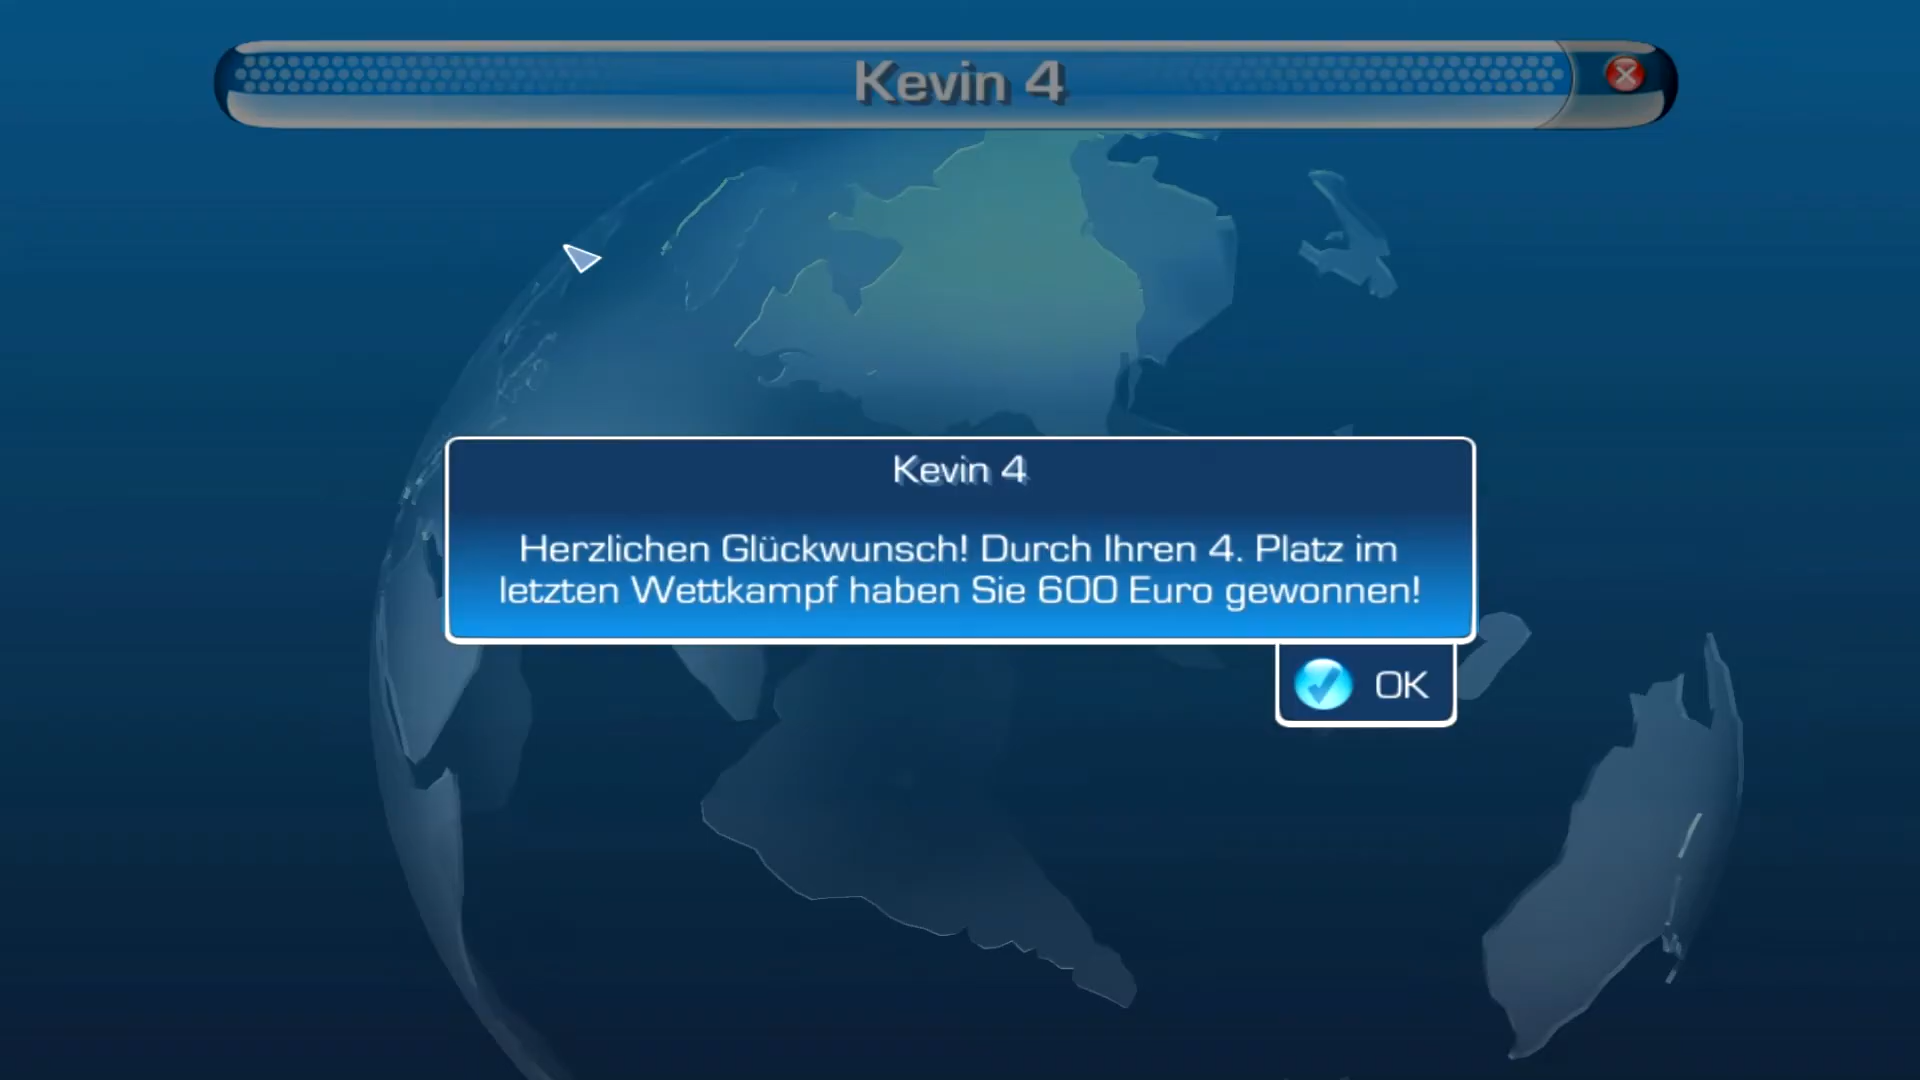 Kevin 4
Kevin 4
Herzlichen Glückwunsch! Durch Ihren 4. Platz im
letzten Wettkampf haben Sie 600 Euro gewonnen!
OK